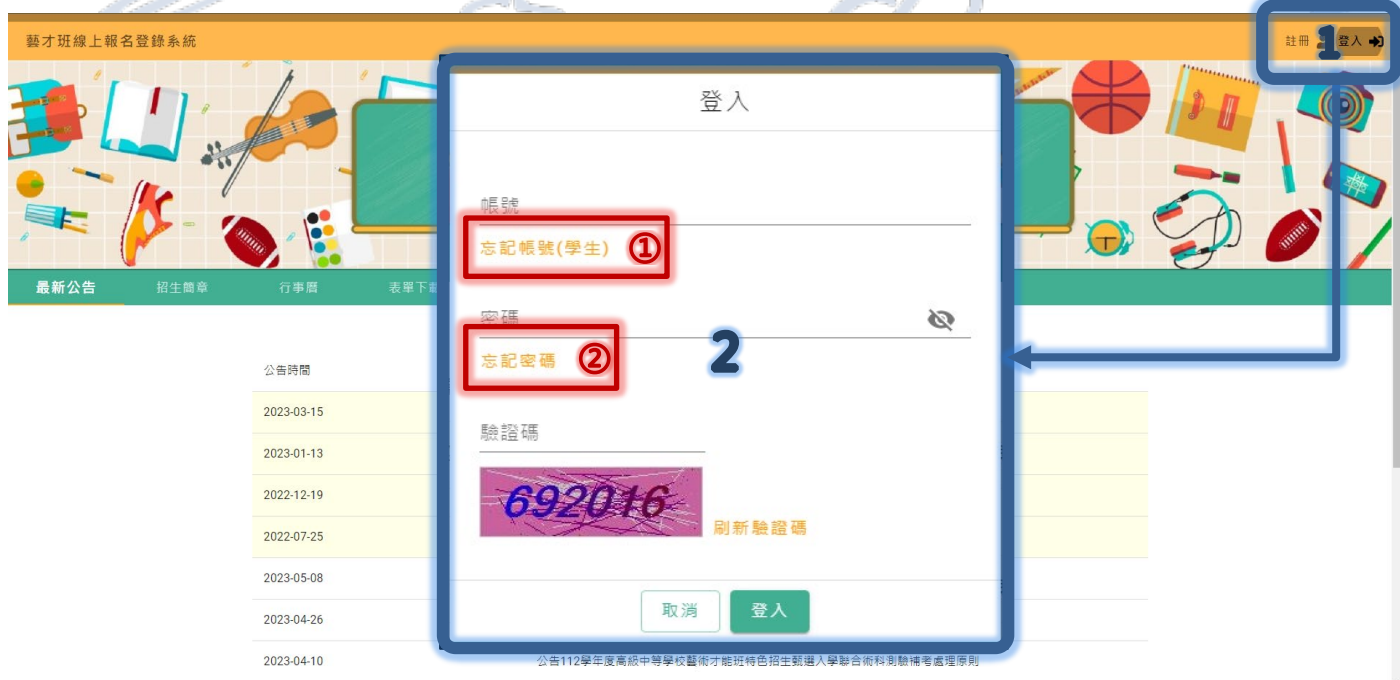 藝才班線上報名登錄系統
註冊
1
登入
登入
帳號
忘記帳號(學生) ①
最新公告 招生簡章 行事曆 表單下
密碼
忘記密碼 ②
2
公告時間
2023-03-15
驗證碼
2023-01-13
692016
刷新驗證碼
2022-12-19
2022-07-25
2023-05-08
取消 登入
2023-04-26
2023-04-10 公告112學年度高級中等學校藝術才能班特色招生甄選入學聯合術科測驗補考處理原則